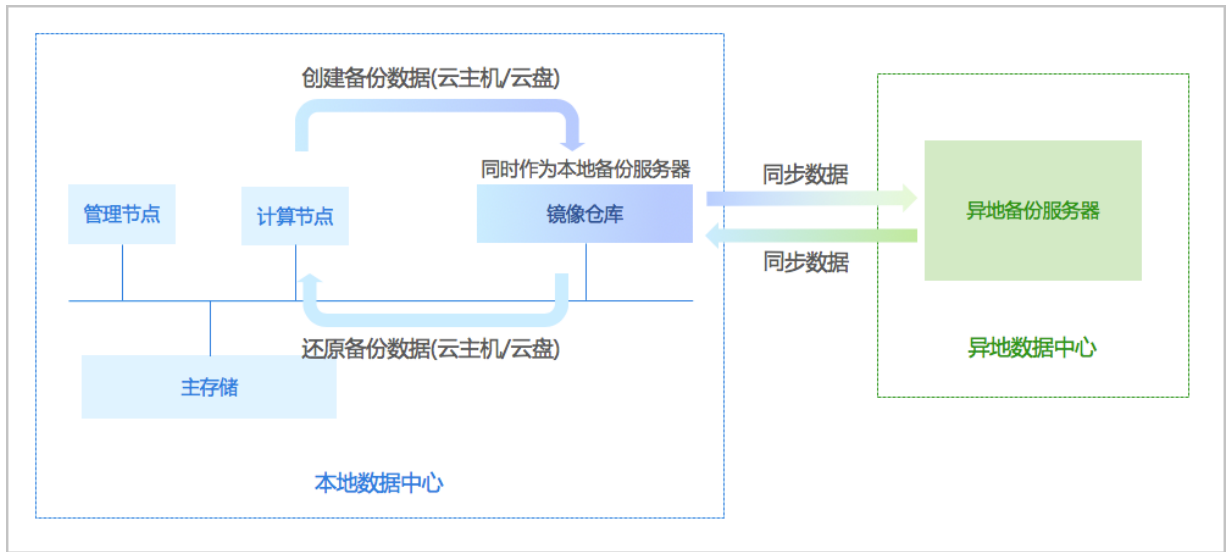 创建备份数据(云主机/云盘)
同时作为本地备份服务器
管理节点
计算节点
镜像仓库
同步数据
同步数据
异地备份服务器
还原备份数据(云主机/云盘)
主存储
异地数据中心
本地数据中心